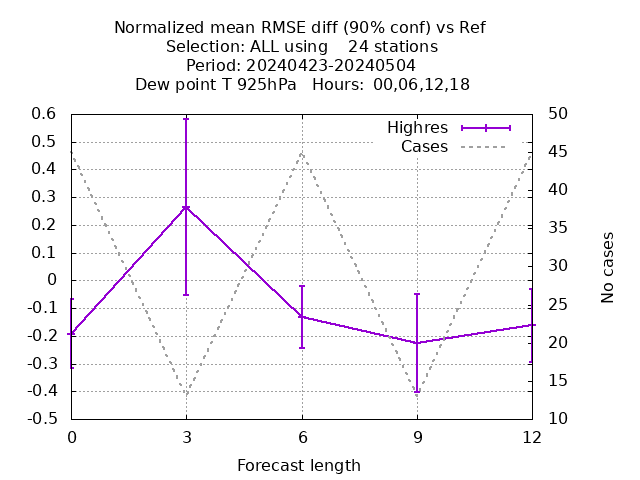 Normalized mean RMSE diff (90% conf) vs Ref
Selection: ALL using    24 stations
Period: 20240423-20240504
Dew point T 925hPa   Hours: 00,06,12,18
Highres
Cases
0.6
0.5
0.4
0.3
0.2
0.1
0
-0.1
-0.2
-0.3
-0.4
-0.5
50
45
40
35
30
25
20
15
10
No cases
0 3 6 9 12
Forecast length